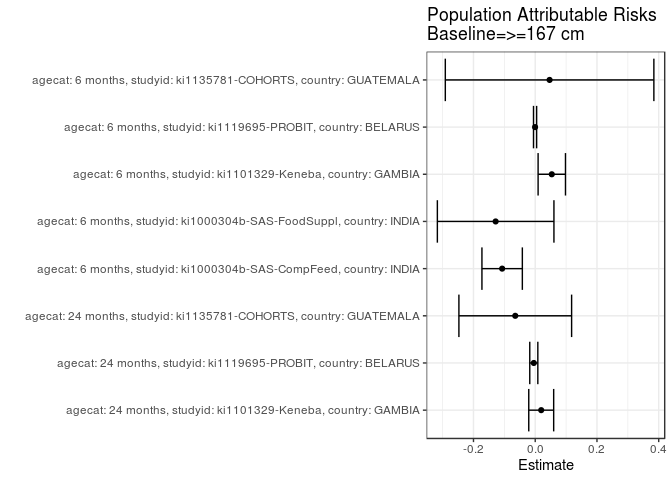 Population Attributable Risks
Baseline=>=167 cm
agecat: 6 months, studyid: ki1135781-COHORTS, country: GUATEMALA
agecat: 6 months, studyid: ki1119695-PROBIT, country: BELARUS
agecat: 6 months, studyid: ki1101329-Keneba, country: GAMBIA
agecat: 6 months, studyid: ki1000304b-SAS-FoodSuppl, country: INDIA
agecat: 6 months, studyid: ki1000304b-SAS-CompFeed, country: INDIA
agecat: 24 months, studyid: ki1135781-COHORTS, country: GUATEMALA
agecat: 24 months, studyid: ki1119695-PROBIT, country: BELARUS
agecat: 24 months, studyid: ki1101329-Keneba, country: GAMBIA
-0.2 0.0 0.2 0.4
Estimate